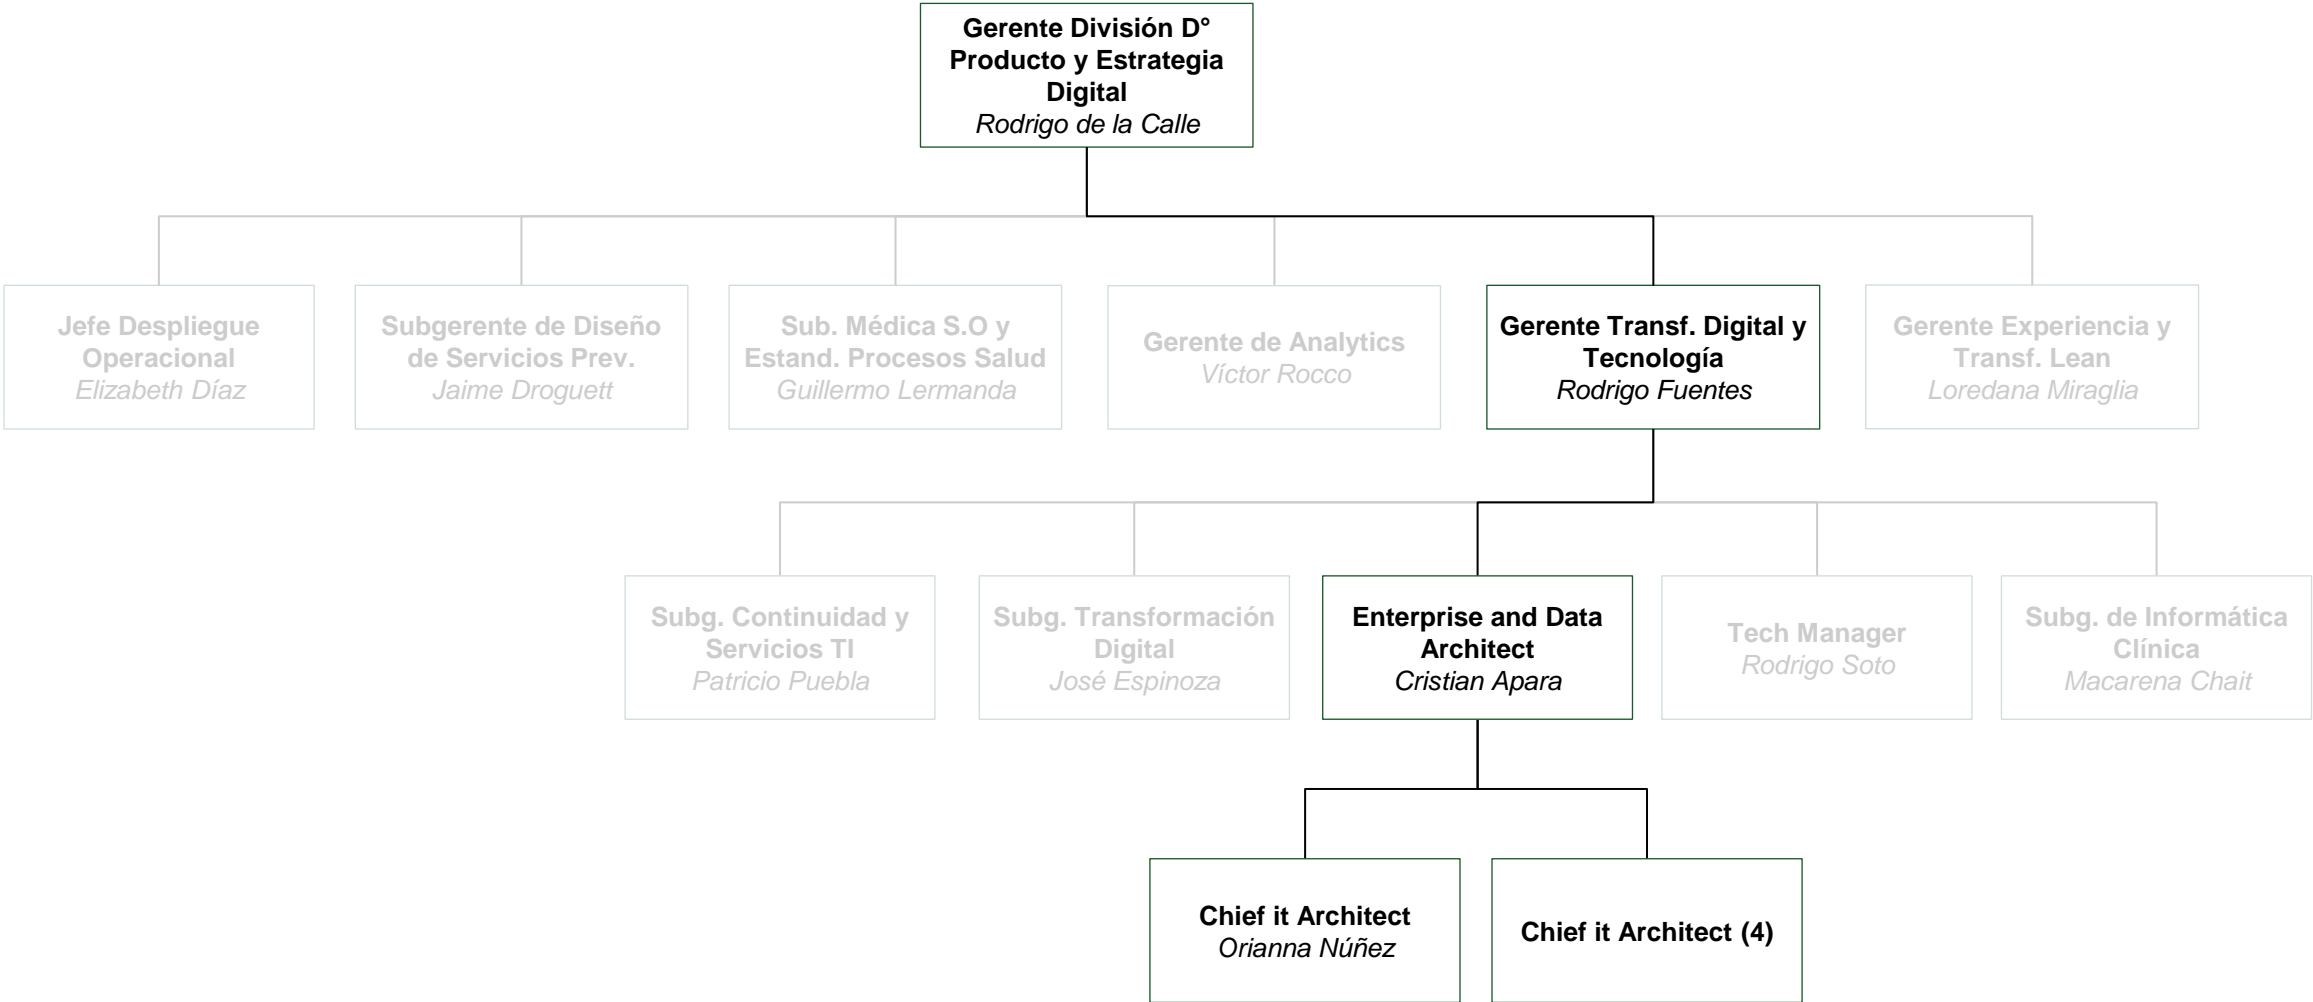 Gerente División D°
Producto y Estrategia
Digital
Rodrigo de la Calle
Jefe Despliegue
Operacional
Elizabeth Díaz
Subgerente de Diseño
de Servicios Prev.
Jaime Droguett
Sub. Médica S.O y
Estand. Procesos Salud
Guillermo Lermanda
Gerente de Analytics
Víctor Rocco
Gerente Transf. Digital y
Tecnología
Rodrigo Fuentes
Gerente Experiencia y
Transf. Lean
Loredana Miraglia
Subg. Continuidad y
Servicios TI
Patricio Puebla
Subg. Transformación
Digital
José Espinoza
Enterprise and Data
Architect
Cristian Apara
Tech Manager
Rodrigo Soto
Subg. de Informática
Clínica
Macarena Chait
Chief it Architect
Orianna Núñez
Chief it Architect (4)